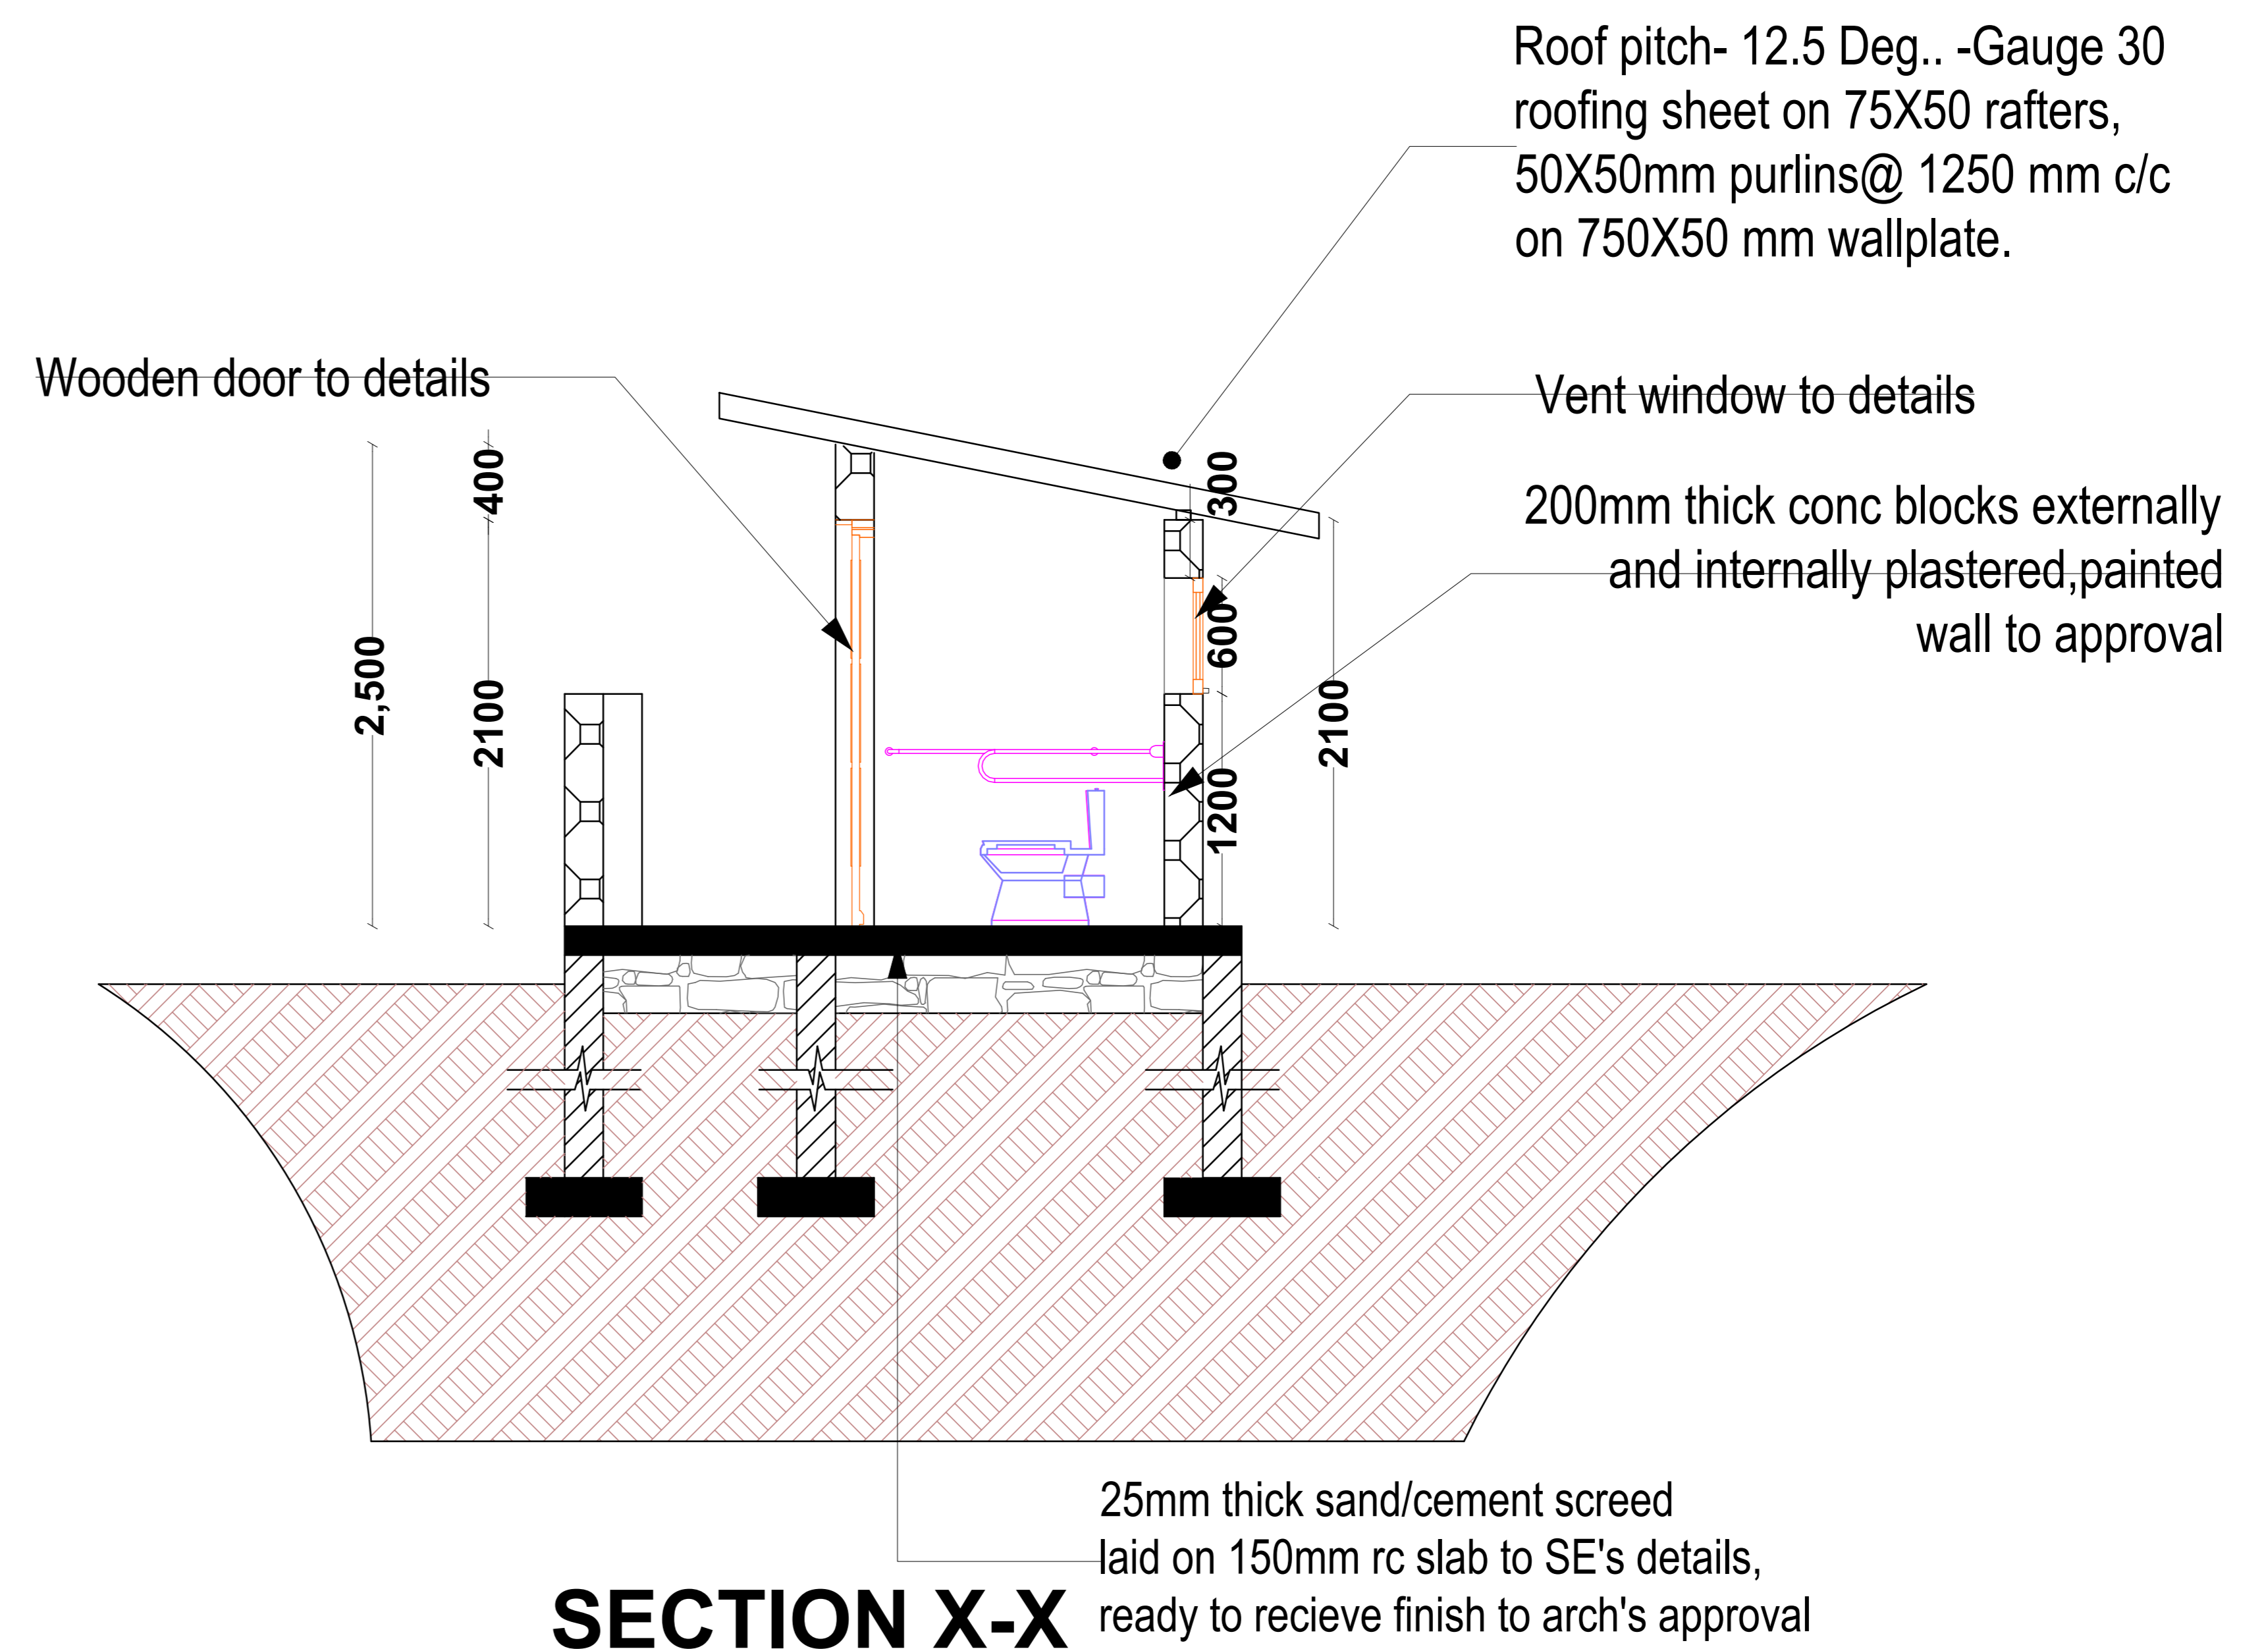 Roof pitch- 12.5 Deg.. -Gauge 30
roofing sheet on 75X50 rafters,
50X50mm purlins@ 1250 mm c/c
on 750X50 mm wallplate.
Wooden door to details
Vent window to details
200mm thick conc blocks externally
and internally plastered,painted
wall to approval
2,500
400
2100
300
600
1200
2100
25mm thick sand/cement screed
laid on 150mm rc slab to SE's details,
ready to recieve finish to arch's approval
SECTION X-X